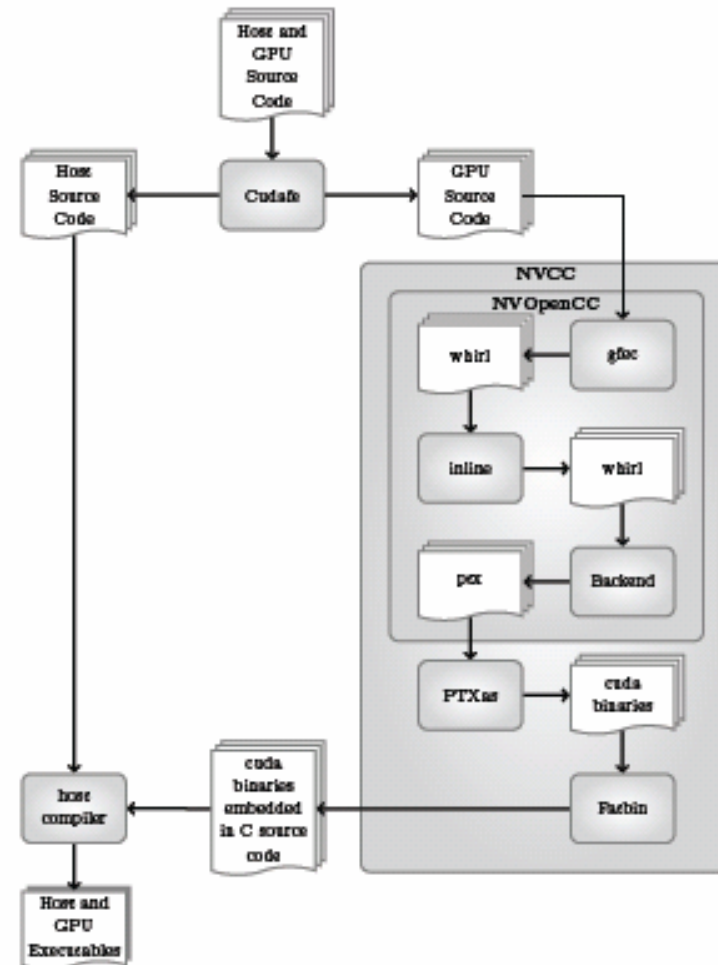 Host and
GPU
Source
Code
Host
Source
Code
Cudafe
GPU
Source
Code
NVCC
NVOpenCC
whirl
gfec
inline
whirl
ptx
Backend
PTXas
cuda
binaries
host
compiler
cuda
binaries
embedded
in C source
code
Fatbin
Host and
GPU
Executables